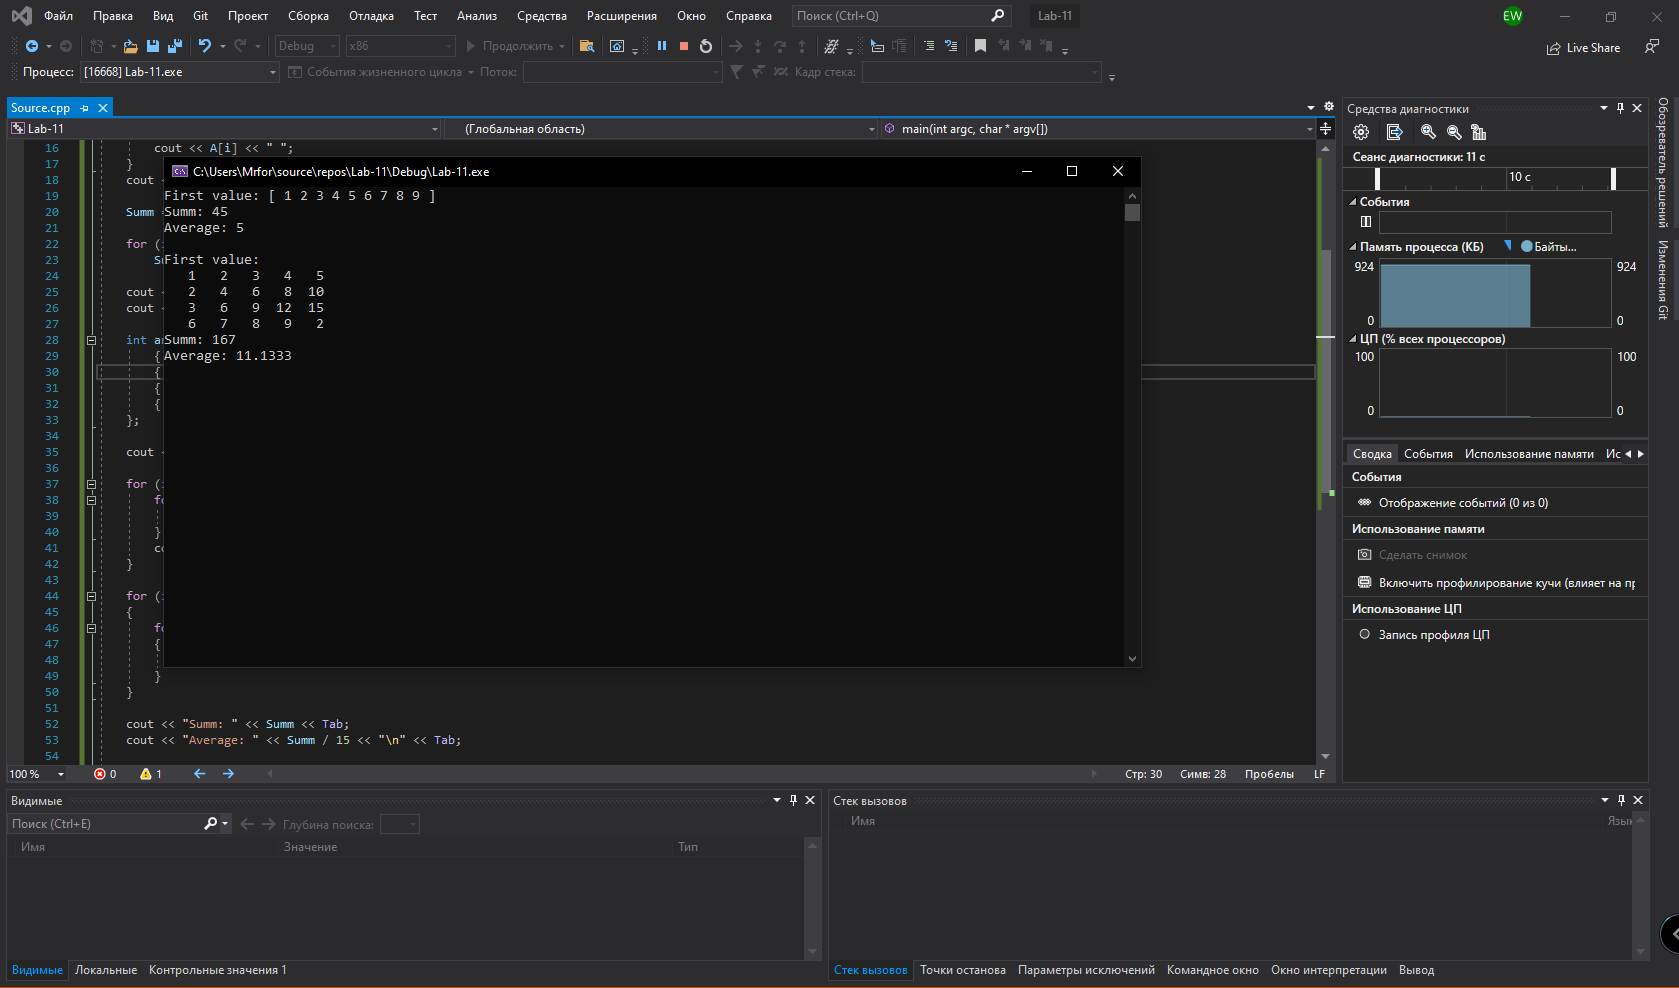 Файл Правка Вид Git Проект Сборка Отладка Тест Анализ Средства Расширения Окно Справка Поиск (Ctrl+Q) Lab-11 EW
Debug x86 Продолжить Live Share
Процесс: [16668] Lab-11.exe События жизненного цикла Поток: Кадр стека:
Source.cpp
Lab-11 (Глобальная область) main(int argc, char * argv[])
16 cout << A[i] << " ";
17 }
18 cout <
19
20 Summ
21
22 for (
23 S
24
25 cout
26 cout
27
28 int a
29 {
30 {
31 {
32 {
33 };
34
35 cout
36
37 for (
38 fo
39
40 }
41 co
42 }
43
44 for (
45 {
46 fo
47 {
48
49 }
50 }
51
52 cout << "Summ: " << Summ << Tab;
53 cout << "Average: " << Summ / 15 << "\n" << Tab;
54
C:\Users\Mrfor\source\repos\Lab-11\Debug\Lab-11.exe
First value: [ 1 2 3 4 5 6 7 8 9 ]
Summ: 45
Average: 5
First value:
1 2 3 4 5
2 4 6 8 10
3 6 9 12 15
6 7 8 9 2
Summ: 167
Average: 11.1333
100 % 0 1 Стр: 30 Симв: 28 Пробелы LF
Средства диагностики
Сеанс диагностики: 11 с
10 с
События
Память процесса (КБ) Байты...
924 924
0 0
ЦП (% всех процессоров)
100 100
0 0
Сводка События Использование памяти Ис
События
Отображение событий (0 из 0)
Использование памяти
Сделать снимок
Включить профилирование кучи (влияет на пр
Использование ЦП
Запись профиля ЦП
Обозреватель решений
Изменения Git
Видимые
Поиск (Ctrl+E) Глубина поиска:
Имя Значение Тип
Видимые Локальные Контрольные значения 1
Стек вызовов
Имя Язык
Стек вызовов Точки останова Параметры исключений Командное окно Окно интерпретации Вывод